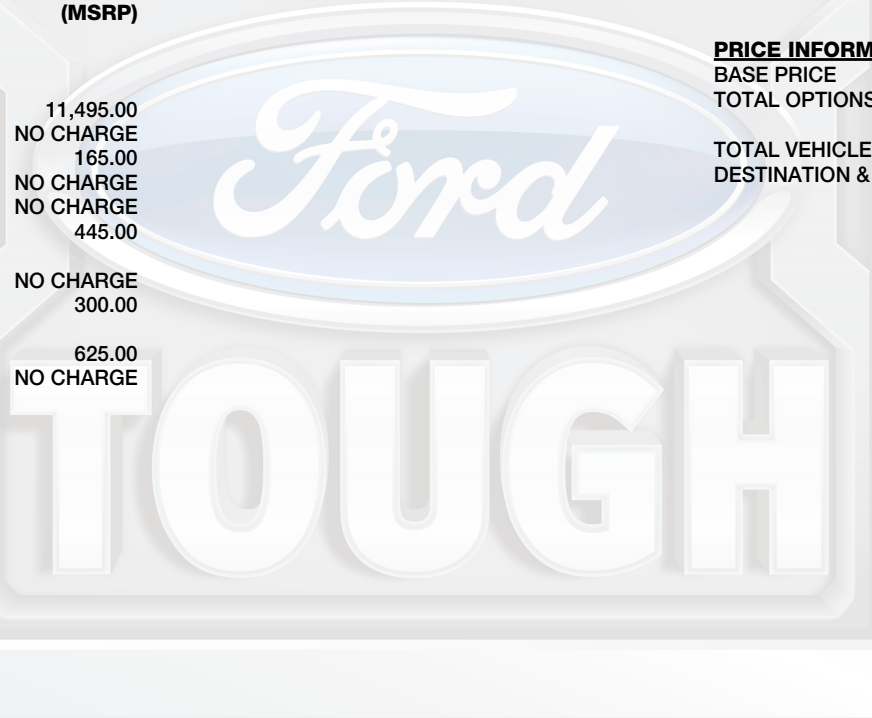 (MSRP)
11,495.00
NO CHARGE
165.00
NO CHARGE
NO CHARGE
445.00
NO CHARGE
300.00
625.00
NO CHARGE
PRICE INFORM
BASE PRICE
TOTAL OPTIONS
TOTAL VEHICLE
DESTINATION &
Ford
TOUGH